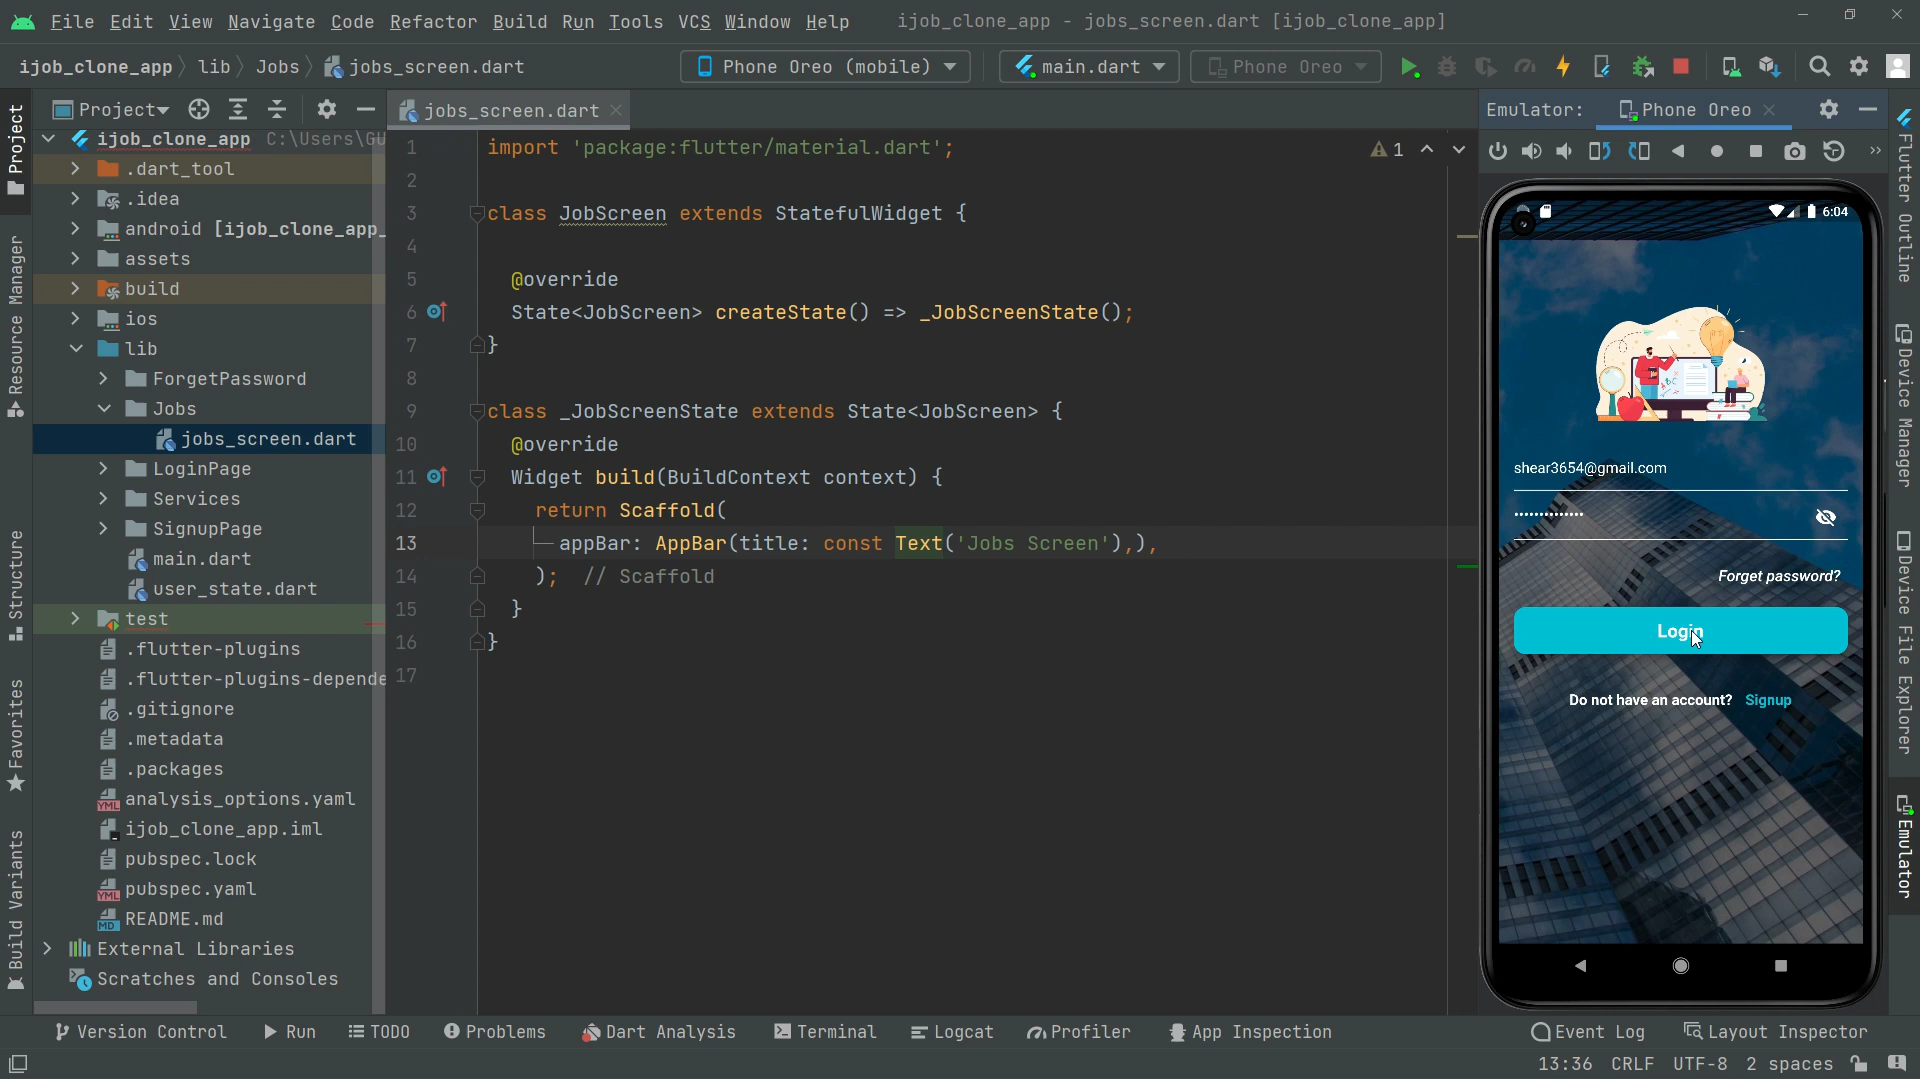 File Edit View Navigate Code Refactor Build Run Tools VCS Window Help ijob_clone_app - jobs_screen.dart [ijob_clone_app]
ijob_clone_app lib Jobs jobs_screen.dart Phone Oreo (mobile) main.dart Phone Oreo
Project
jobs_screen.dart
Emulator: Phone Oreo
ijob_clone_app C:\Users\GU
.dart_tool
.idea
android [ijob_clone_app_
assets
build
ios
lib
ForgetPassword
Jobs
jobs_screen.dart
LoginPage
Services
SignupPage
main.dart
user_state.dart
test
.flutter-plugins
.flutter-plugins-depende
.gitignore
.metadata
.packages
analysis_options.yaml
ijob_clone_app.iml
pubspec.lock
pubspec.yaml
README.md
External Libraries
Scratches and Consoles
Project
Resource Manager
Structure
Favorites
Build Variants
1 import 'package:flutter/material.dart'; 1
2
3 class JobScreen extends StatefulWidget {
4
5 @override
6 State<JobScreen> createState() => _JobScreenState();
7 }
8
9 class _JobScreenState extends State<JobScreen> {
10 @override
11 Widget build(BuildContext context) {
12 return Scaffold(
13 appBar: AppBar(title: const Text('Jobs Screen'),),
14 ); // Scaffold
15 }
16 }
17
6:04
shear3654@gmail.com
••••••••••••••
Forget password?
Login
Do not have an account? Signup
Flutter Outline
Device Manager
Device File Explorer
Emulator
Version Control Run TODO Problems Dart Analysis Terminal Logcat Profiler App Inspection Event Log Layout Inspector
13:36 CRLF UTF-8 2 spaces